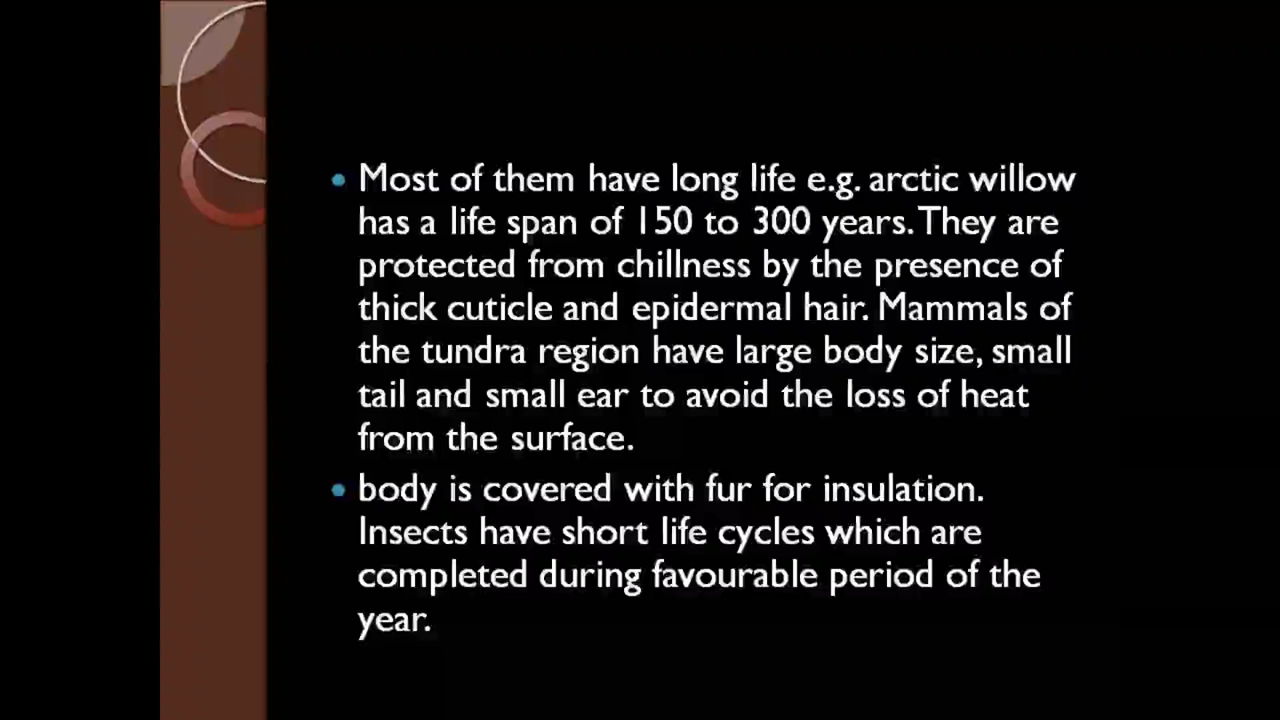 Most of them have long life e.g. arctic willow
has a life span of 150 to 300 years. They are
protected from chillness by the presence of
thick cuticle and epidermal hair. Mammals of
the tundra region have large body size, small
tail and small ear to avoid the loss of heat
from the surface.
body is covered with fur for insulation.
Insects have short life cycles which are
completed during favourable period of the
year.